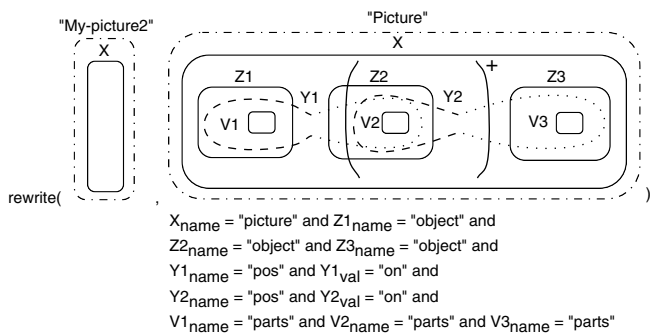 "My-picture2" "Picture"
X X
Z1 Z2 + Z3
Y1 Y2
V1 V2 V3
rewrite( , )
Xname = "picture" and Z1name = "object" and
Z2name = "object" and Z3name = "object" and
Y1name = "pos" and Y1val = "on" and
Y2name = "pos" and Y2val = "on" and
V1name = "parts" and V2name = "parts" and V3name = "parts"